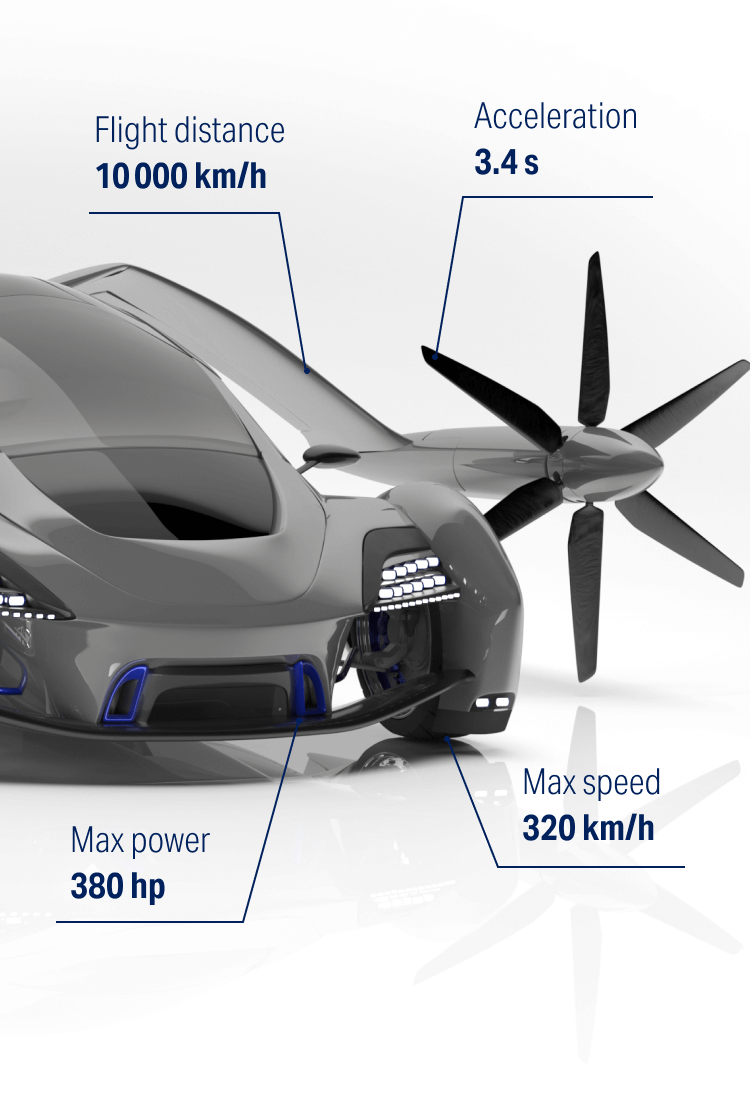 Flight distance
10 000 km/h
Acceleration
3.4 s
Max speed
320 km/h
Max power
380 hp